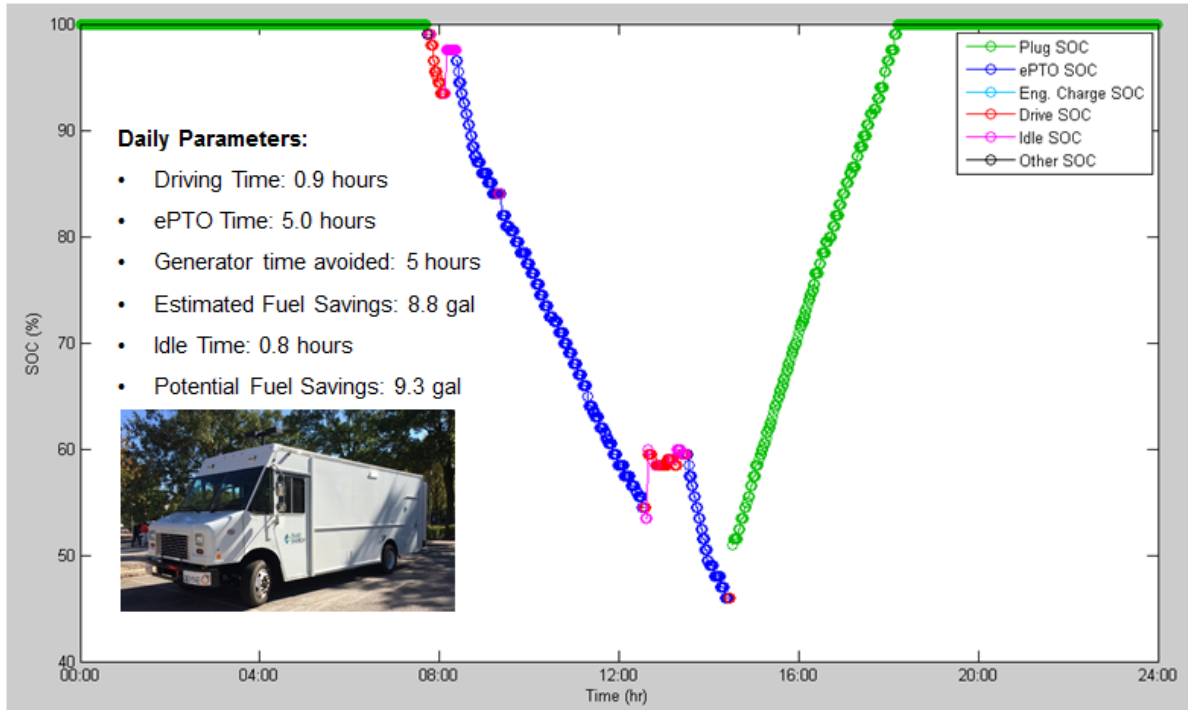 100
90
80
70
60
50
40
SOC (%)
Plug SOC
ePTO SOC
Eng. Charge SOC
Drive SOC
Idle SOC
Other SOC
Daily Parameters:
• Driving Time: 0.9 hours
• ePTO Time: 5.0 hours
• Generator time avoided: 5 hours
• Estimated Fuel Savings: 8.8 gal
• Idle Time: 0.8 hours
• Potential Fuel Savings: 9.3 gal
00:00 04:00 08:00 12:00 16:00 20:00 24:00
Time (hr)